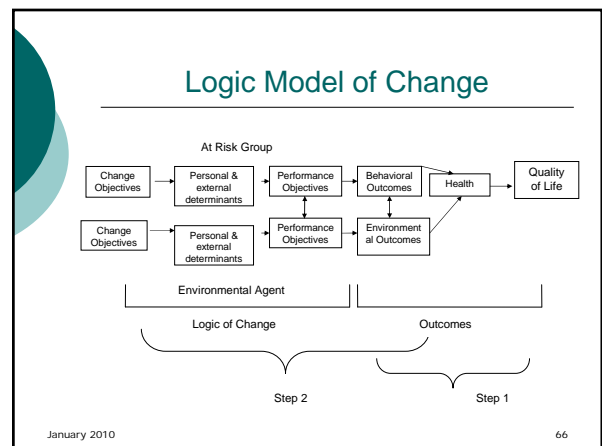 Logic Model of Change
At Risk Group
Change
Objectives
Personal &
external
determinants
Performance
Objectives
Behavioral
Outcomes
Health
Quality
of Life
Change
Objectives
Personal &
external
determinants
Performance
Objectives
Environment
al Outcomes
Environmental Agent
Logic of Change
Outcomes
Step 2
Step 1
January 2010
66